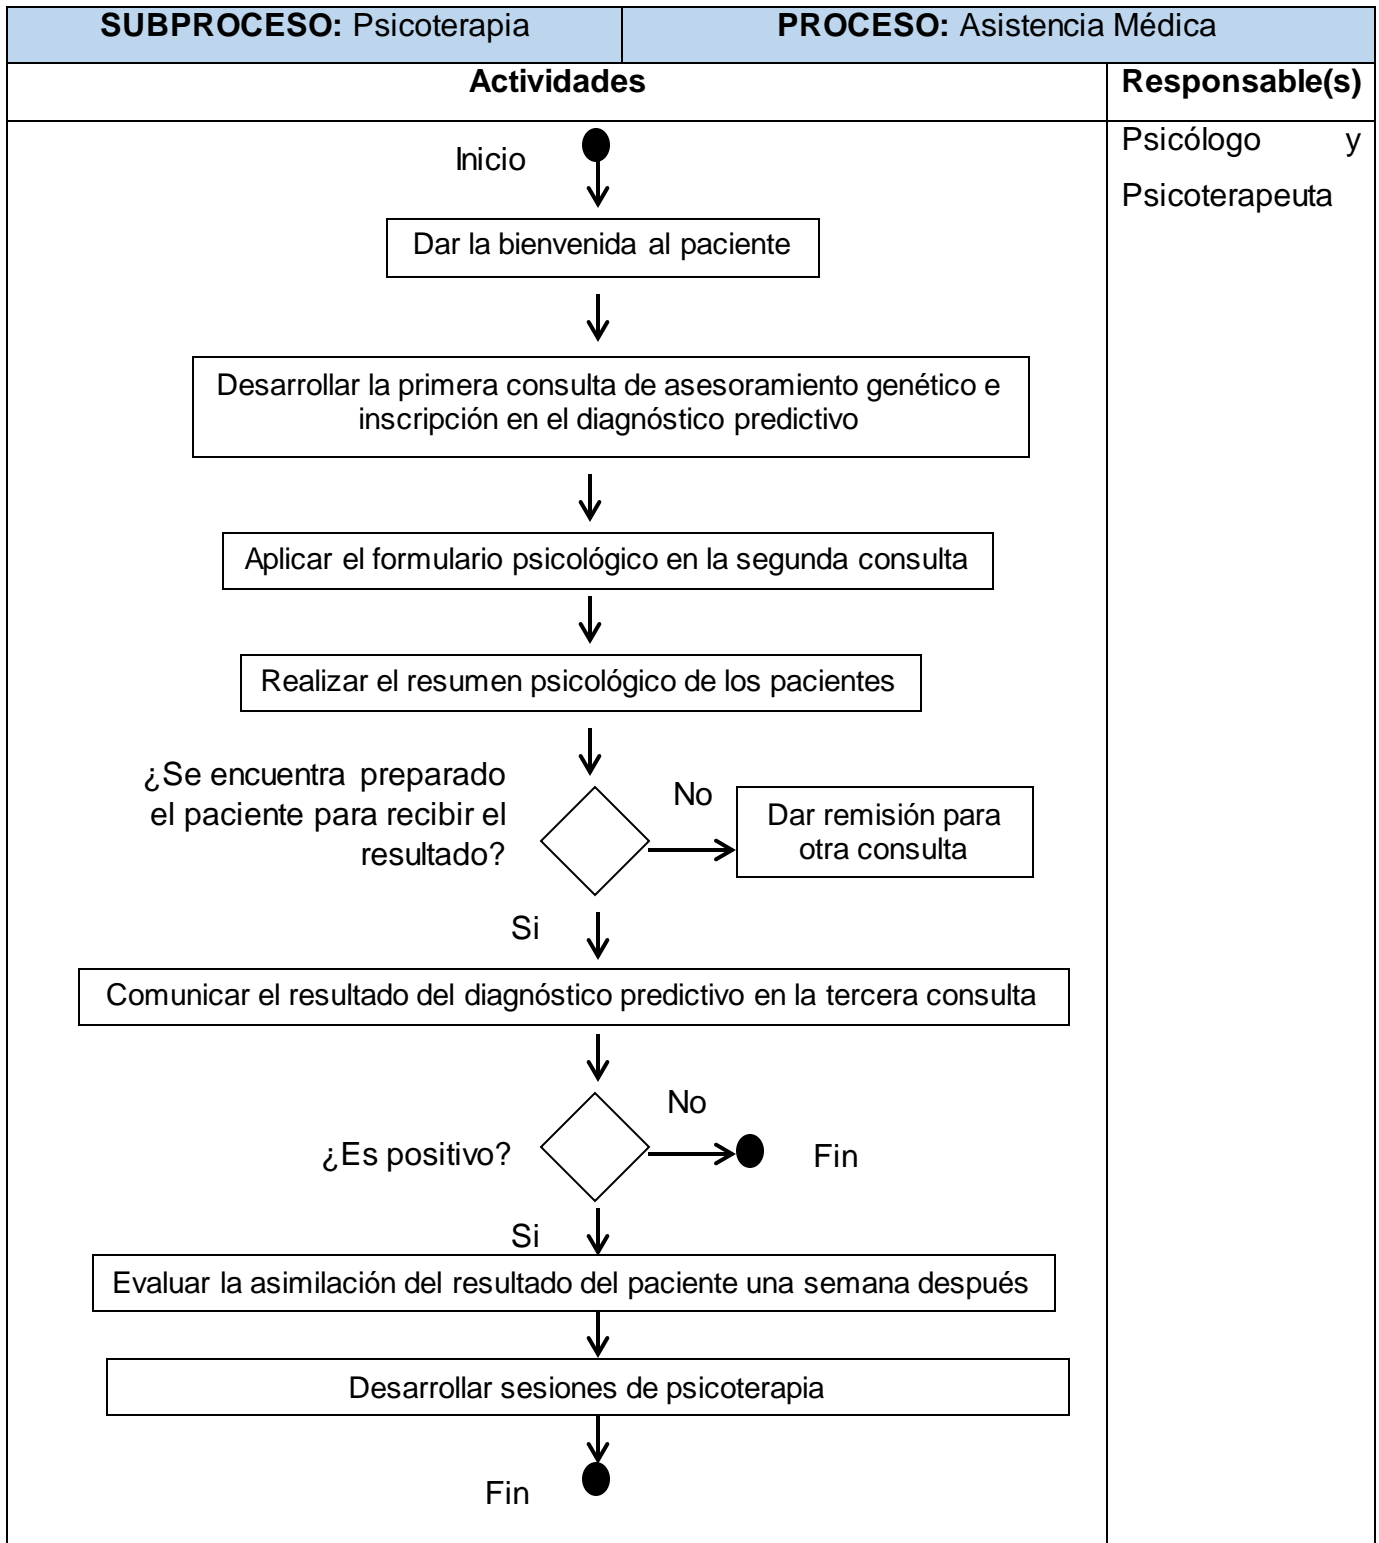 SUBPROCESO: Psicoterapia
PROCESO: Asistencia Médica
Actividades
Responsable(s)
Psicólogo y
Psicoterapeuta
Inicio
Dar la bienvenida al paciente
Desarrollar la primera consulta de asesoramiento genético e
inscripción en el diagnóstico predictivo
Aplicar el formulario psicológico en la segunda consulta
Realizar el resumen psicológico de los pacientes
¿Se encuentra preparado
el paciente para recibir el
resultado?
No
Dar remisión para
otra consulta
Si
Comunicar el resultado del diagnóstico predictivo en la tercera consulta
¿Es positivo?
No
Fin
Si
Evaluar la asimilación del resultado del paciente una semana después
Desarrollar sesiones de psicoterapia
Fin